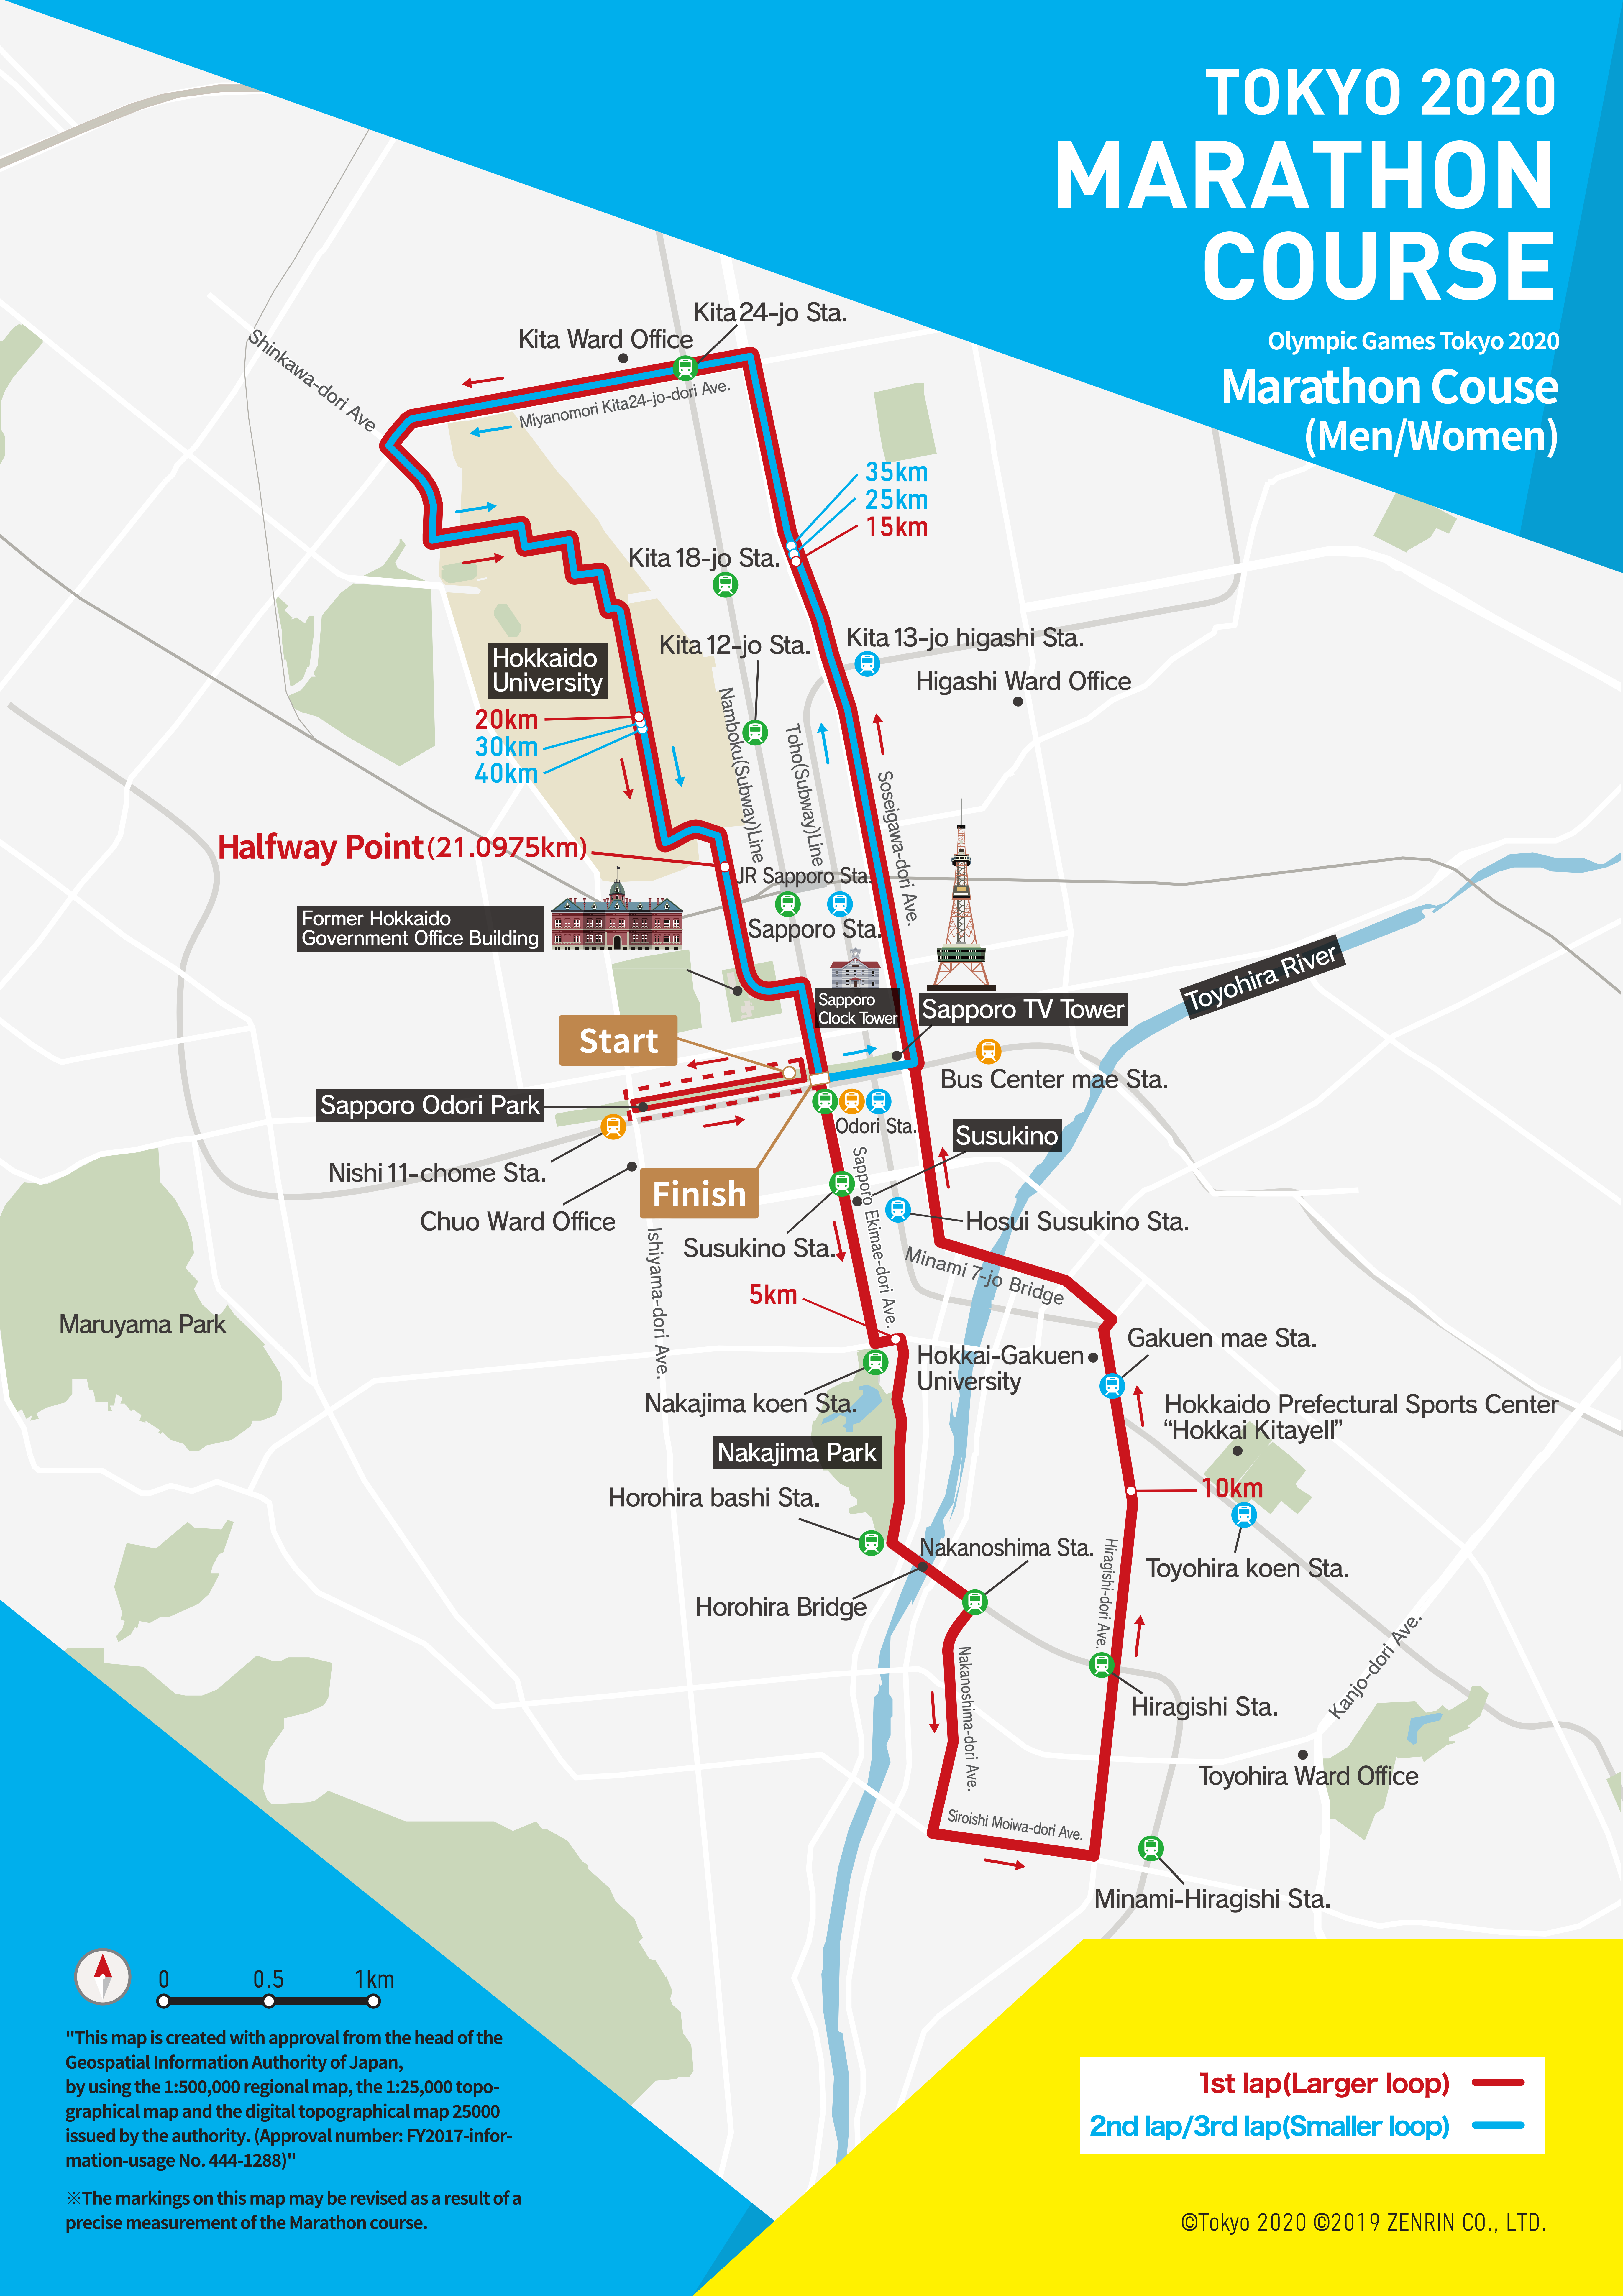 TOKYO 2020
MARATHON
COURSE
Olympic Games Tokyo 2020
Marathon Couse
(Men/Women)
Kita 24-jo Sta.
Kita Ward Office
Shinkawa-dori Ave
Miyanomori Kita24-jo-dori Ave.
35km
25km
15km
Kita 18-jo Sta.
Kita 12-jo Sta.
Kita 13-jo higashi Sta.
Higashi Ward Office
Hokkaido
University
20km
30km
40km
Namboku(Subway)Line
Toho(Subway)Line
Soseigawa-dori Ave.
Halfway Point(21.0975km)
JR Sapporo Sta.
Sapporo Sta.
Former Hokkaido
Government Office Building
Sapporo
Clock Tower
Sapporo TV Tower
Toyohira River
Start
Bus Center mae Sta.
Sapporo Odori Park
Odori Sta.
Susukino
Nishi 11-chome Sta.
Finish
Chuo Ward Office
Sapporo Ekimae-dori Ave.
Hosui Susukino Sta.
Susukino Sta.
Ishiyama-dori Ave.
Minami 7-jo Bridge
5km
Maruyama Park
Gakuen mae Sta.
Hokkai-Gakuen
University
Nakajima koen Sta.
Hokkaido Prefectural Sports Center
“Hokkai Kitayell”
Nakajima Park
10km
Horohira bashi Sta.
Nakanoshima Sta.
Hiragishi-dori Ave.
Toyohira koen Sta.
Horohira Bridge
Nakanoshima-dori Ave.
Kanjo-dori Ave.
Hiragishi Sta.
Toyohira Ward Office
Siroishi Moiwa-dori Ave.
Minami-Hiragishi Sta.
0 0.5 1km
"This map is created with approval from the head of the
Geospatial Information Authority of Japan,
by using the 1:500,000 regional map, the 1:25,000 topo-
graphical map and the digital topographical map 25000
issued by the authority. (Approval number: FY2017-infor-
mation-usage No. 444-1288)"
※The markings on this map may be revised as a result of a
precise measurement of the Marathon course.
1st lap(Larger loop)
2nd lap/3rd lap(Smaller loop)
©Tokyo 2020 ©2019 ZENRIN CO., LTD.